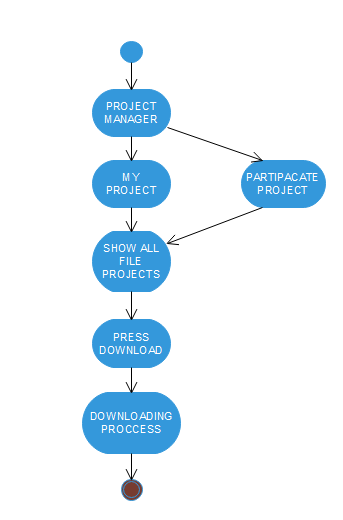 PROJECT
MANAGER
MY
PROJECT
PARTIPACATE
PROJECT
SHOW ALL
FILE
PROJECTS
PRESS
DOWNLOAD
DOWNLOADING
PROCCESS